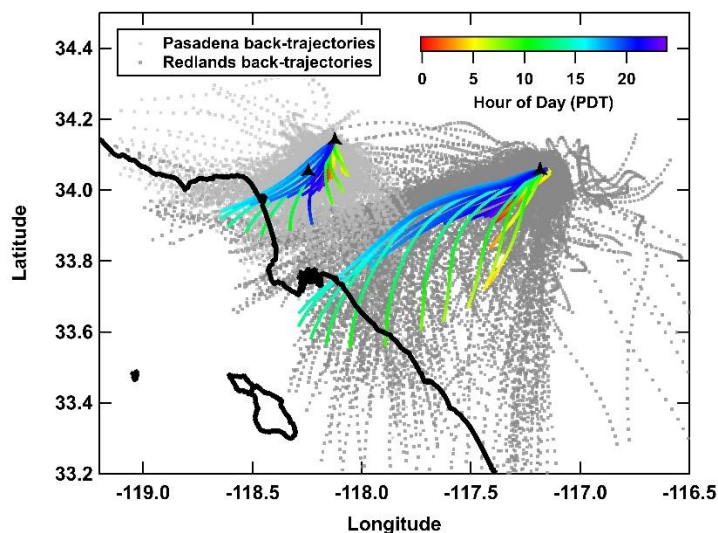 Pasadena back-trajectories
Redlands back-trajectories
0 5 10 15 20
Hour of Day (PDT)
34.4
34.2
34.0
33.8
33.6
33.4
33.2
Latitude
-119.0 -118.5 -118.0 -117.5 -117.0 -116.5
Longitude